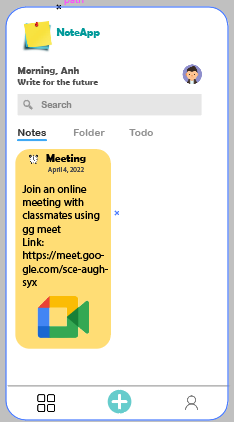 path
NoteApp
Morning, Anh
Write for the future
Search
Notes Folder Todo
Meeting
April 4, 2022
Join an online
meeting with
classmates using
gg meet
Link:
https://meet.goo-
gle.com/sce-augh-
syx